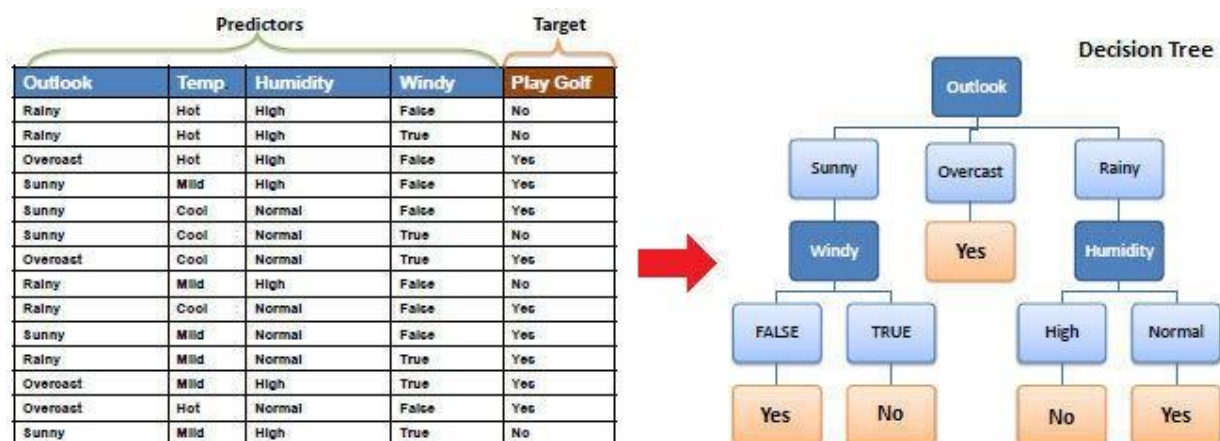 Predictors Target
Outlook Temp. Humidity Windy Play Golf
Rainy Hot High False No
Rainy Hot High True No
Overcast Hot High False Yes
Sunny Mild High False Yes
Sunny Cool Normal False Yes
Sunny Cool Normal True No
Overcast Cool Normal True Yes
Rainy Mild High False No
Rainy Cool Normal False Yes
Sunny Mild Normal False Yes
Rainy Mild Normal True Yes
Overcast Mild High True Yes
Overcast Hot Normal False Yes
Sunny Mild High True No
Decision Tree
Outlook
Sunny Overcast Rainy
Windy Yes Humidity
FALSE TRUE High Normal
Yes No No Yes